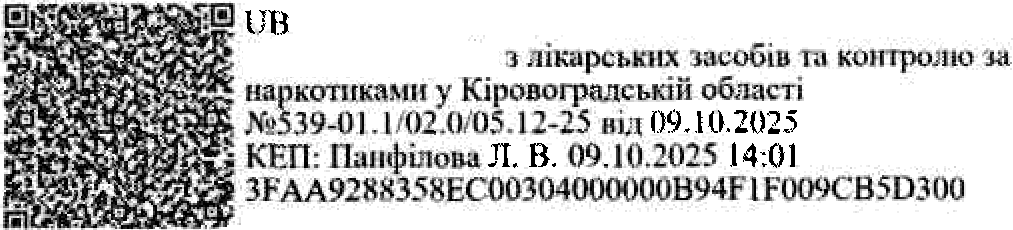 UB
з лікарських засобів та контролю за
наркотиками у Кіровоградській області
№539-01.1/02.0/05.12-25 від 09.10.2025
КЕП: Панфілова Л. В. 09.10.2025 14:01
3FAA9288358EC00304000000B94F1F009CB5D300